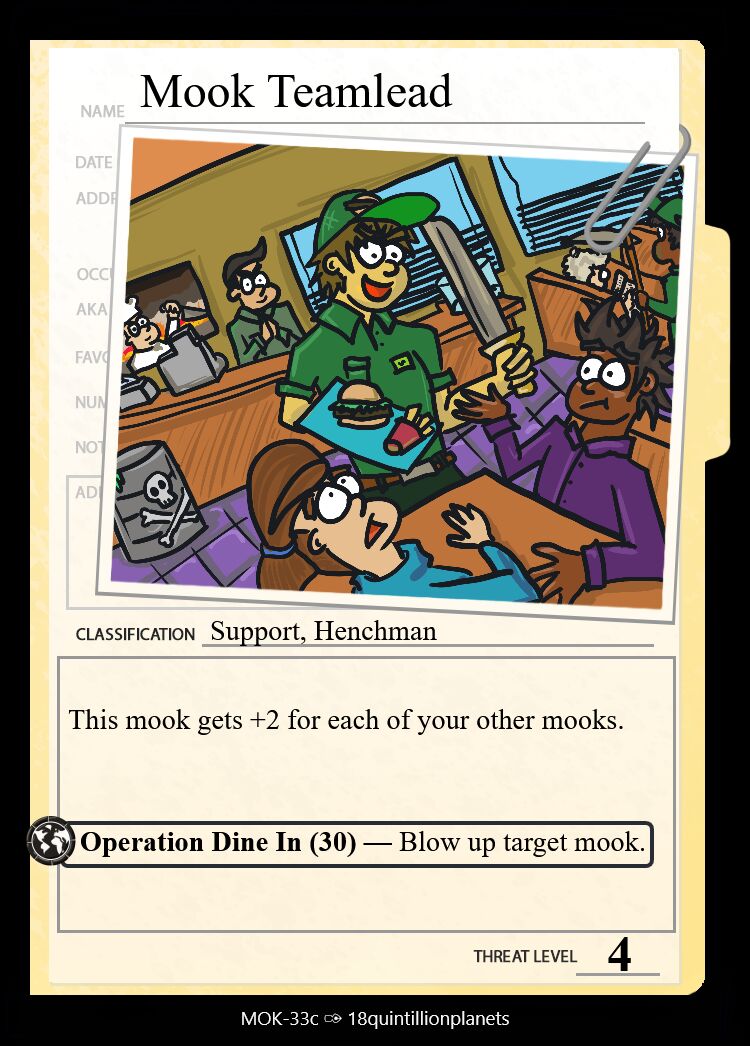 NAME Mook Teamlead
DATE
ADDR
OCCU
AKA
FAVO
NUM
NOT
ADD
CLASSIFICATION Support, Henchman
This mook gets +2 for each of your other mooks.
Operation Dine In (30) — Blow up target mook.
THREAT LEVEL 4
MOK-33c ✑ 18quintillionplanets